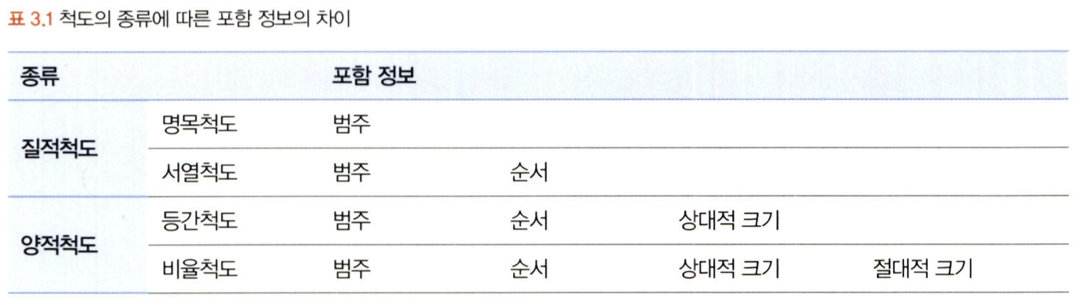 표 3.1 척도의 종류에 따른 포함 정보의 차이
종류 포함 정보
질적척도
명목척도 범주
서열척도 범주 순서
양적척도
등간척도 범주 순서 상대적 크기
비율척도 범주 순서 상대적 크기 절대적 크기